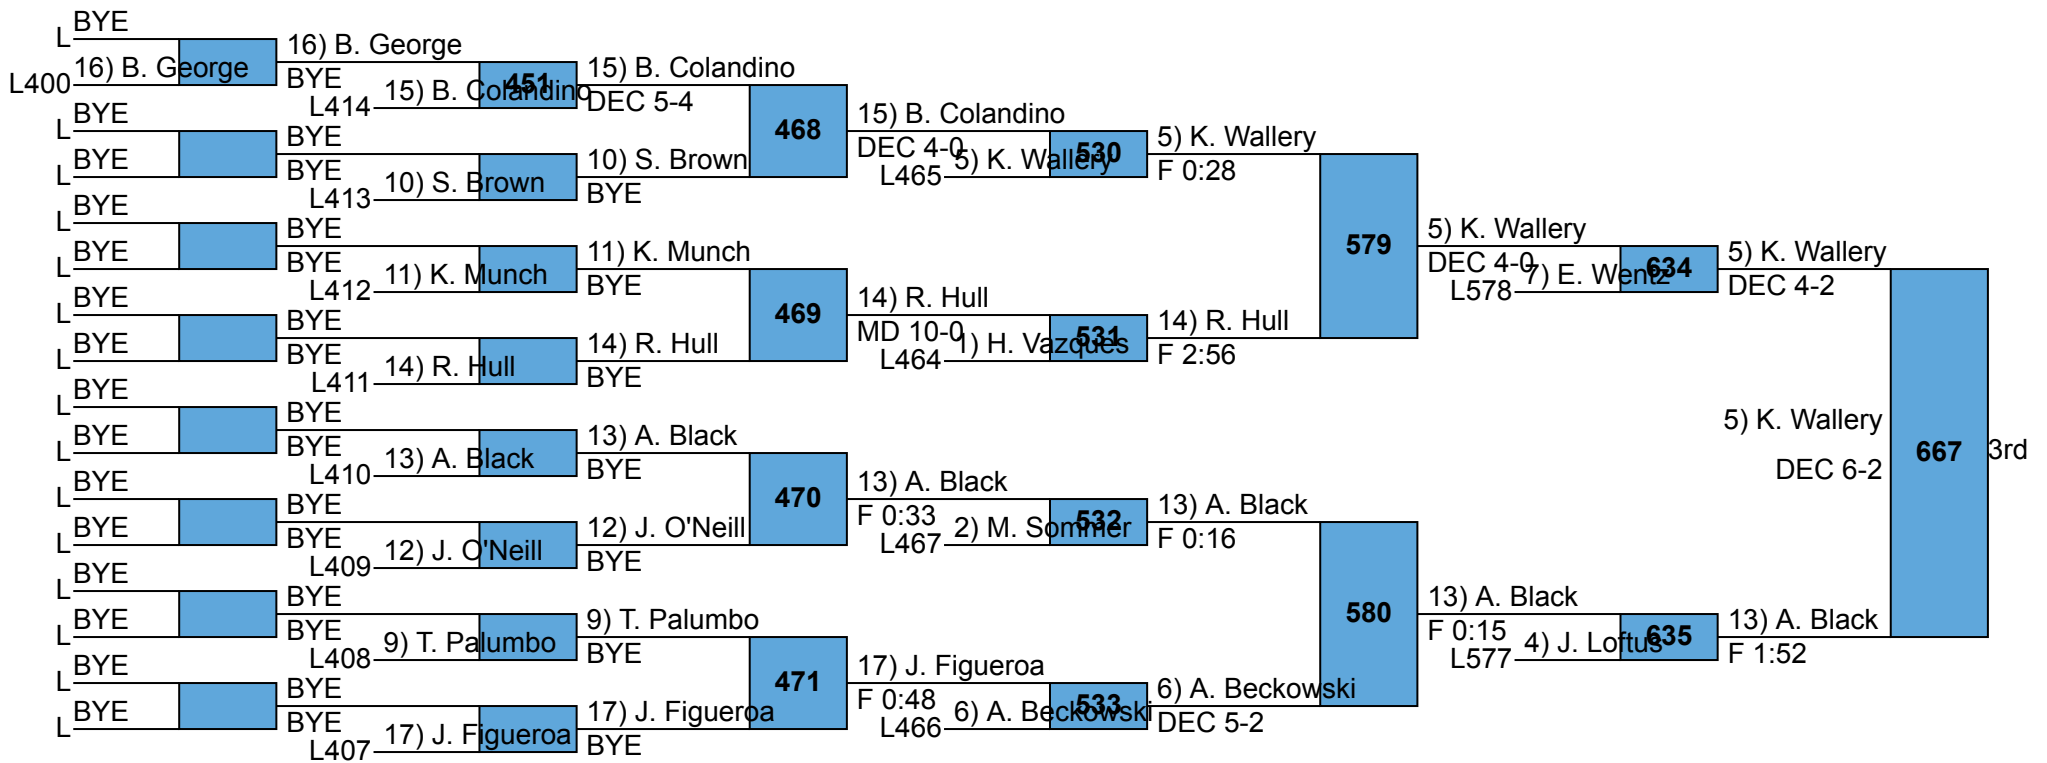 BYE
L
16) B. George
L400
16) B. George
BYE
15) B. Colandino
L414
451
15) B. Colandino
DEC 5-4
BYE
L
BYE
L
BYE
BYE
10) S. Brown
L413
10) S. Brown
BYE
468
15) B. Colandino
DEC 4-0
5) K. Wallery
L465
530
5) K. Wallery
F 0:28
BYE
L
BYE
L
BYE
BYE
11) K. Munch
L412
11) K. Munch
BYE
BYE
L
BYE
L
BYE
BYE
14) R. Hull
L411
14) R. Hull
BYE
469
14) R. Hull
MD 10-0
1) H. Vazques
L464
531
14) R. Hull
F 2:56
579
5) K. Wallery
DEC 4-0
7) E. Wentz
L578
634
5) K. Wallery
DEC 4-2
BYE
L
BYE
L
BYE
BYE
13) A. Black
L410
13) A. Black
BYE
BYE
L
BYE
L
BYE
BYE
12) J. O'Neill
L409
12) J. O'Neill
BYE
470
13) A. Black
F 0:33
2) M. Sommer
L467
532
13) A. Black
F 0:16
BYE
L
BYE
L
BYE
BYE
9) T. Palumbo
L408
9) T. Palumbo
BYE
BYE
L
BYE
L
BYE
BYE
17) J. Figueroa
L407
17) J. Figueroa
BYE
471
17) J. Figueroa
F 0:48
6) A. Beckowski
L466
533
6) A. Beckowski
DEC 5-2
580
13) A. Black
F 0:15
4) J. Loftus
L577
635
13) A. Black
F 1:52
5) K. Wallery
DEC 6-2
667
3rd